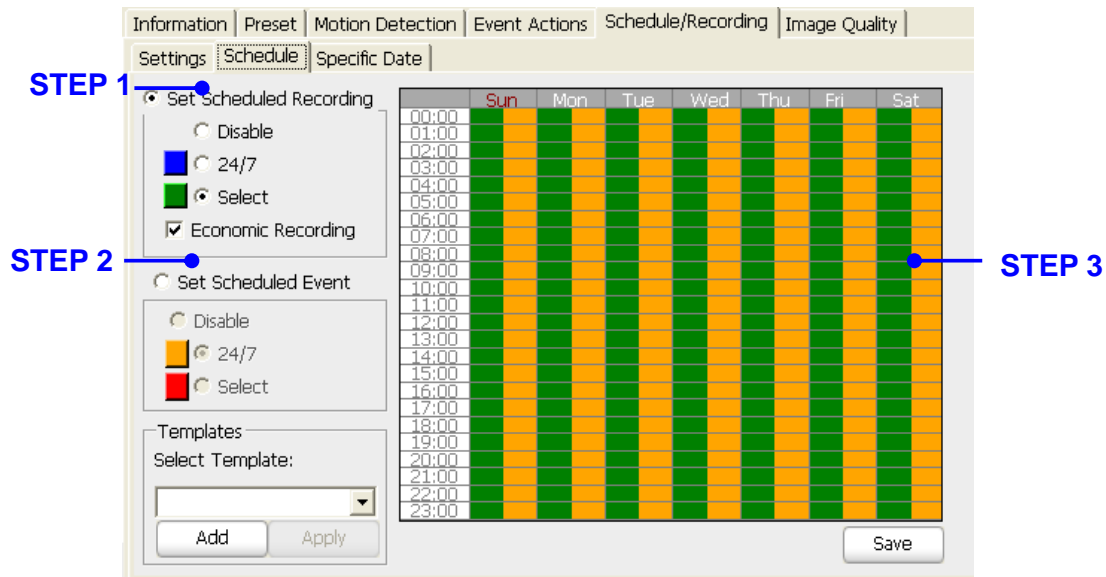 Information Preset Motion Detection Event Actions Schedule/Recording Image Quality
Settings Schedule Specific Date
STEP 1
Set Scheduled Recording
Disable
24/7
Select
Economic Recording
STEP 2
Set Scheduled Event
Disable
24/7
Select
Templates
Select Template:
Add Apply
Sun Mon Tue Wed Thu Fri Sat
00:00
01:00
02:00
03:00
04:00
05:00
06:00
07:00
08:00
09:00
10:00
11:00
12:00
13:00
14:00
15:00
16:00
17:00
18:00
19:00
20:00
21:00
22:00
23:00
STEP 3
Save